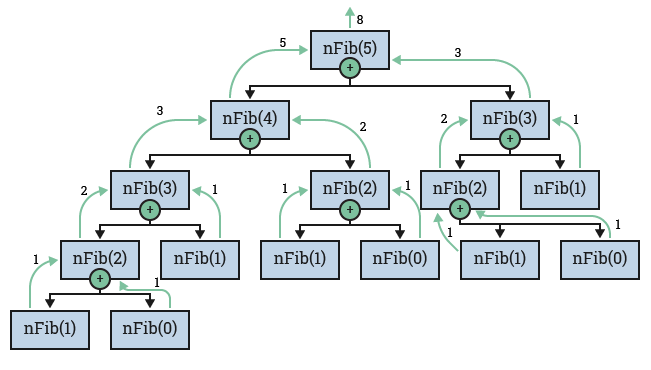 8
nFib(5)
+
5
3
nFib(4)
+
nFib(3)
+
3
2
2
1
nFib(3)
+
nFib(2)
+
nFib(2)
+
nFib(1)
2
1
1
1
1
1
nFib(2)
+
nFib(1)
nFib(1)
nFib(0)
nFib(1)
nFib(0)
1
1
nFib(1)
nFib(0)